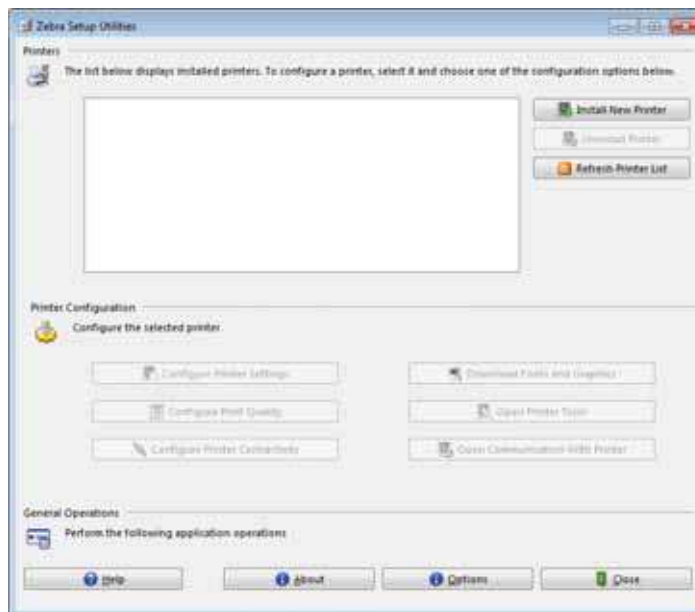 Zebra Setup Utilities
Printers
The list below displays installed printers. To configure a printer, select it and choose one of the configuration options below.
Install New Printer
Uninstall Printer
Refresh Printer List
Printer Configuration
Configure the selected printer
Configure Printer Settings
Download Fonts and Graphics
Configure Print Quality
Open Printer Tools
Configure Printer Connectivity
Open Communication With Printer
General Operations
Perform the following application operations
Help
About
Options
Close